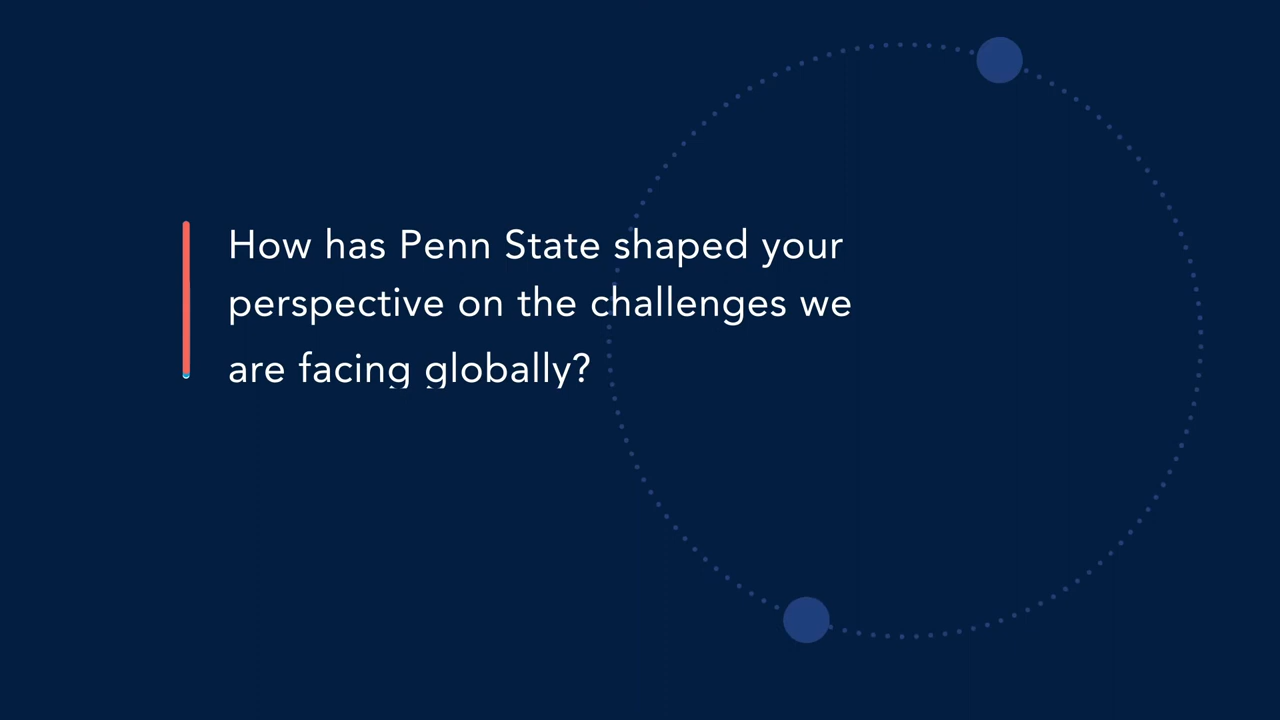 How has Penn State shaped your
perspective on the challenges we
are facing globally?